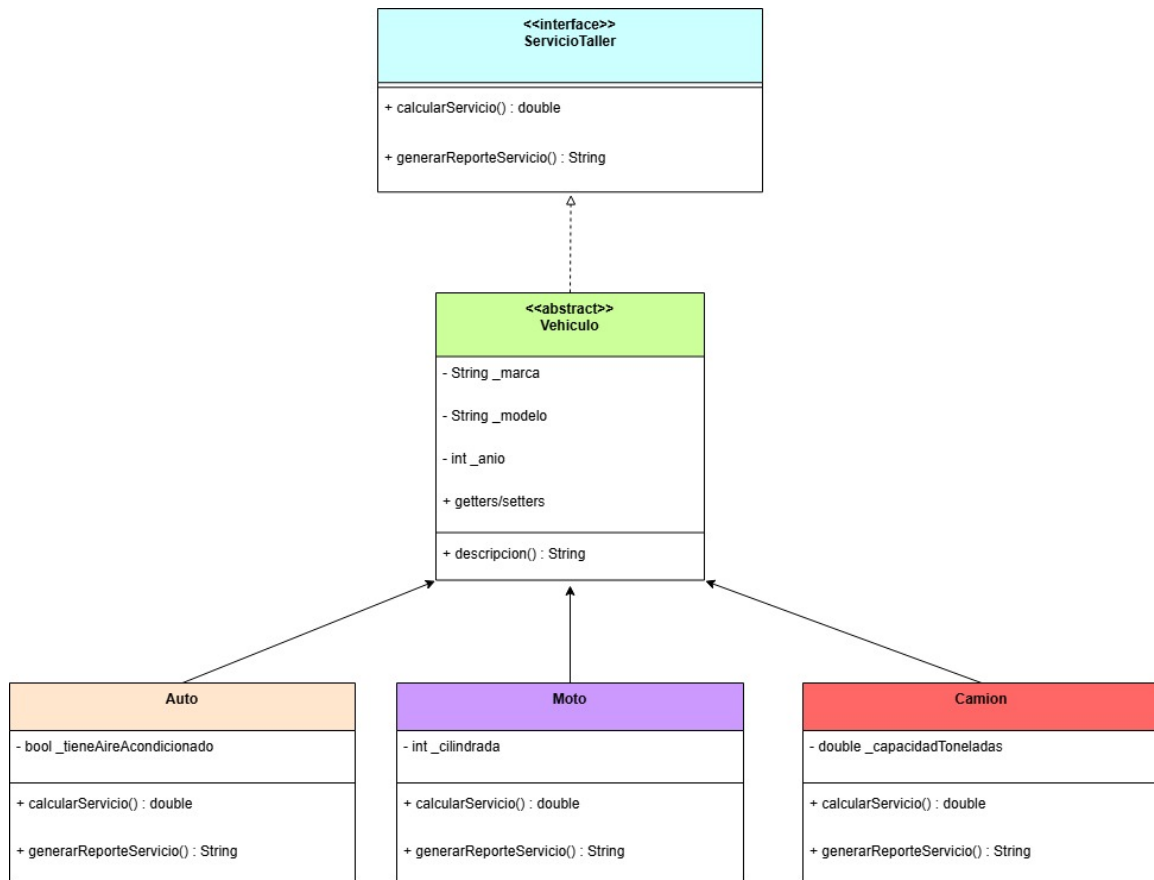 <<interface>>
ServicioTaller
+ calcularServicio() : double
+ generarReporteServicio() : String
<<abstract>>
Vehiculo
- String _marca
- String _modelo
- int _anio
+ getters/setters
+ descripcion() : String
Auto
- bool _tieneAireAcondicionado
+ calcularServicio() : double
+ generarReporteServicio() : String
Moto
- int _cilindrada
+ calcularServicio() : double
+ generarReporteServicio() : String
Camion
- double _capacidadToneladas
+ calcularServicio() : double
+ generarReporteServicio() : String